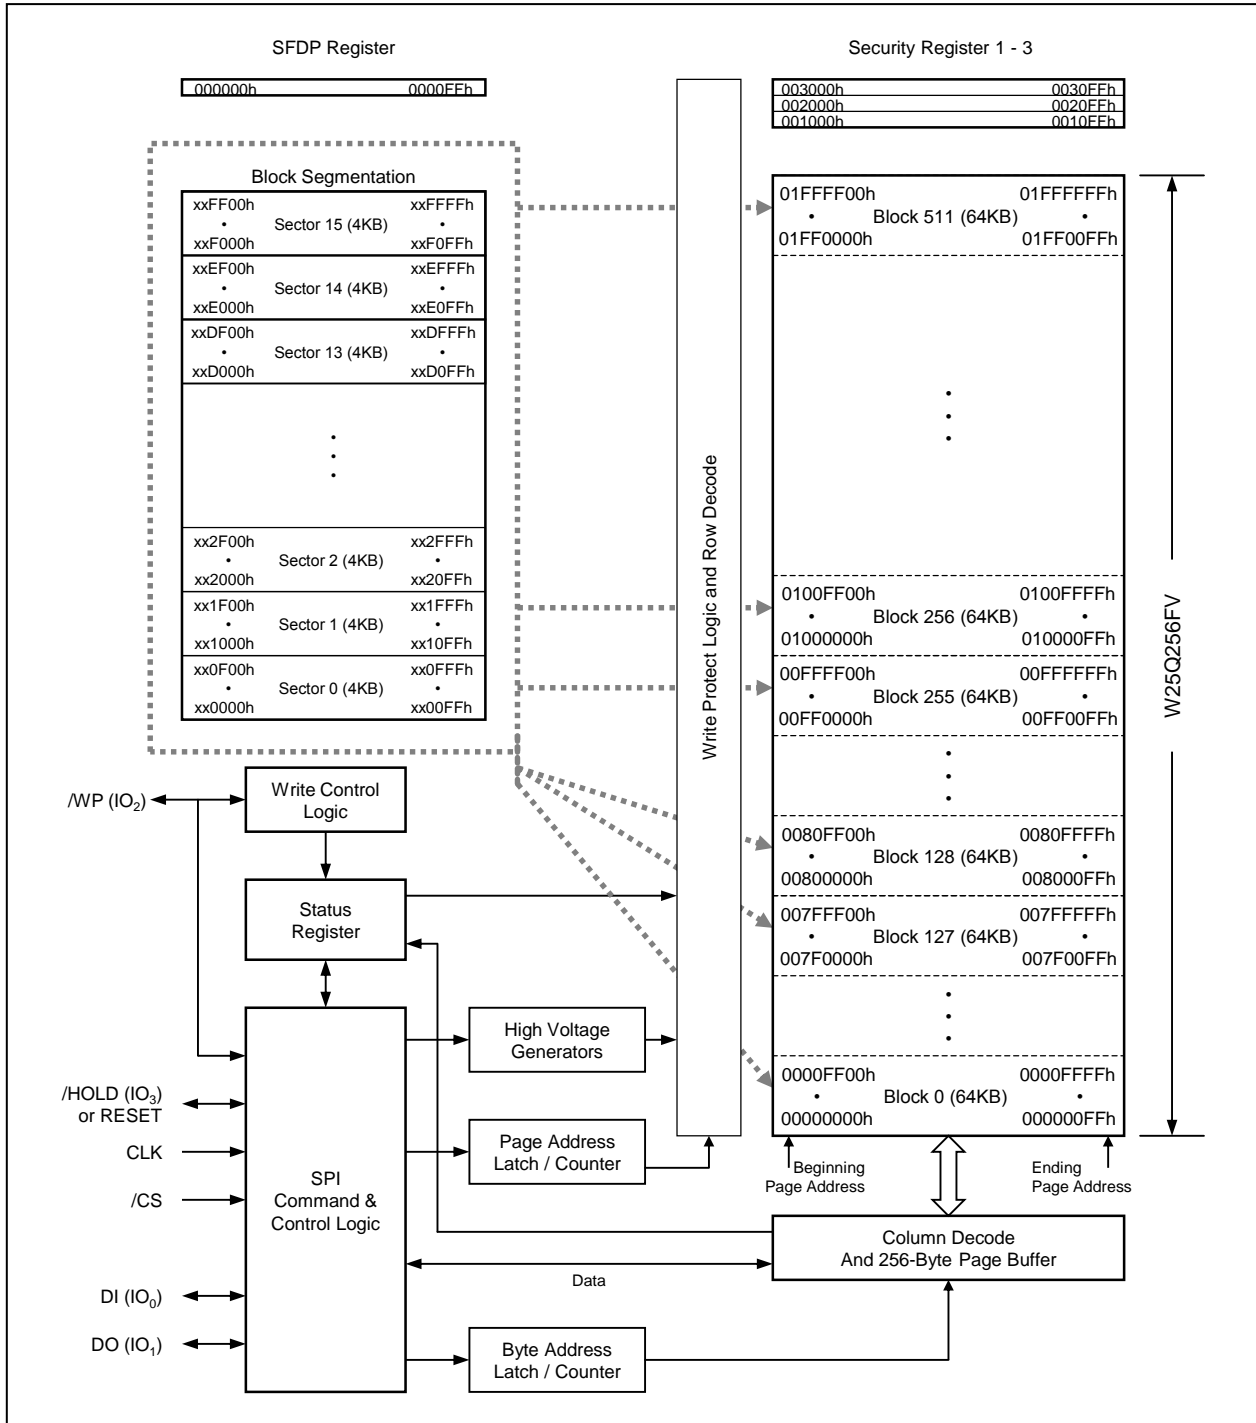 SFDP Register
000000h 0000FFh
Security Register 1 - 3
003000h 0030FFh
002000h 0020FFh
001000h 0010FFh
Block Segmentation
xxFF00h xxFFFFh
• Sector 15 (4KB) •
xxF000h xxF0FFh
xxEF00h xxEFFFh
• Sector 14 (4KB) •
xxE000h xxE0FFh
xxDF00h xxDFFFh
• Sector 13 (4KB) •
xxD000h xxD0FFh
xx2F00h xx2FFFh
• Sector 2 (4KB) •
xx2000h xx20FFh
xx1F00h xx1FFFh
• Sector 1 (4KB) •
xx1000h xx10FFh
xx0F00h xx0FFFh
• Sector 0 (4KB) •
xx0000h xx00FFh
Write Protect Logic and Row Decode
01FFFF00h 01FFFFFFh
• Block 511 (64KB) •
01FF0000h 01FF00FFh
0100FF00h 0100FFFFh
• Block 256 (64KB) •
01000000h 010000FFh
00FFFF00h 00FFFFFFh
• Block 255 (64KB) •
00FF0000h 00FF00FFh
0080FF00h 0080FFFFh
• Block 128 (64KB) •
00800000h 008000FFh
007FFF00h 007FFFFFh
• Block 127 (64KB) •
007F0000h 007F00FFh
0000FF00h 0000FFFFh
• Block 0 (64KB) •
00000000h 000000FFh
W25Q256FV
Beginning
Page Address
Ending
Page Address
/WP (IO2)
Write Control
Logic
Status
Register
/HOLD (IO3)
or RESET
CLK
/CS
DI (IO0)
DO (IO1)
SPI
Command &
Control Logic
High Voltage
Generators
Page Address
Latch / Counter
Column Decode
And 256-Byte Page Buffer
Data
Byte Address
Latch / Counter